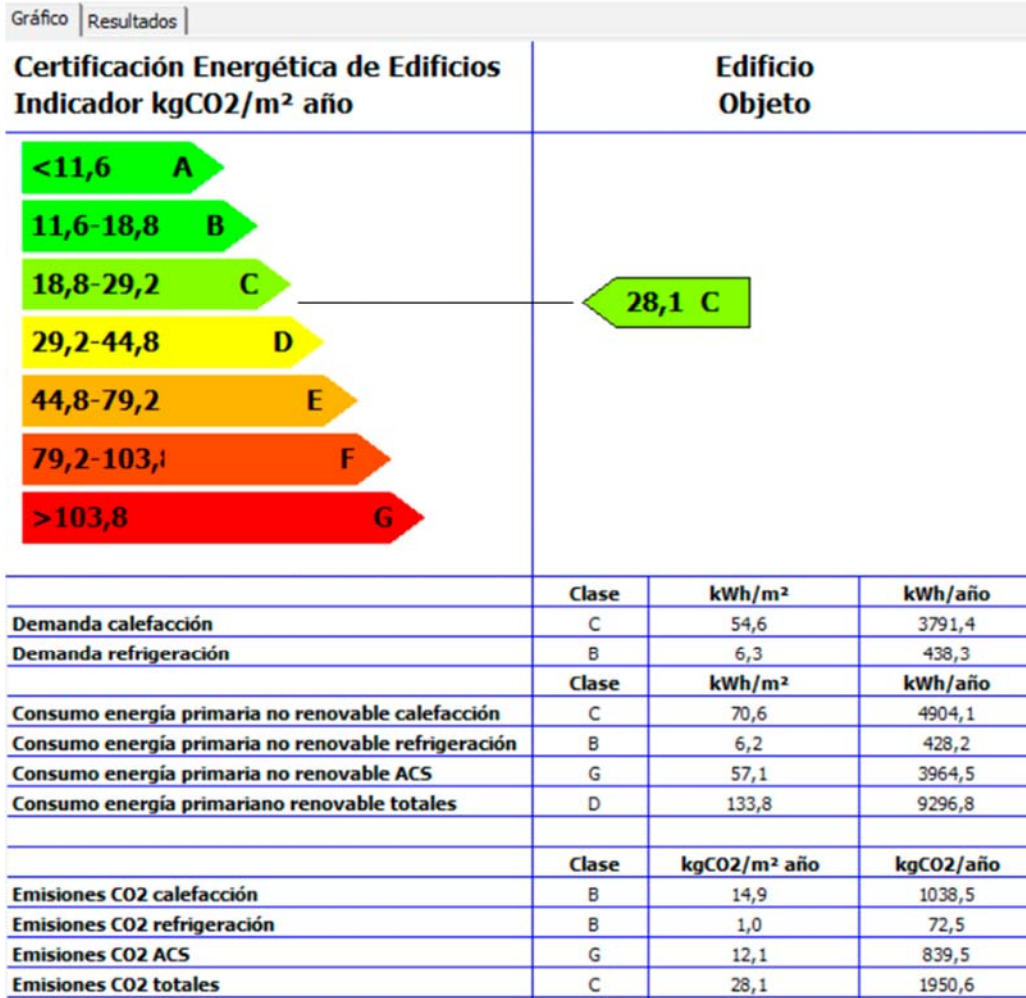 Gráfico Resultados
Certificación Energética de Edificios
Indicador kgCO2/m² año
Edificio
Objeto
<11,6 A
11,6-18,8 B
18,8-29,2 C
28,1 C
29,2-44,8 D
44,8-79,2 E
79,2-103, F
>103,8 G
Clase kWh/m² kWh/año
Demanda calefacción C 54,6 3791,4
Demanda refrigeración B 6,3 438,3
Clase kWh/m² kWh/año
Consumo energía primaria no renovable calefacción C 70,6 4904,1
Consumo energía primaria no renovable refrigeración B 6,2 428,2
Consumo energía primaria no renovable ACS G 57,1 3964,5
Consumo energía primariano renovable totales D 133,8 9296,8
Clase kgCO2/m² año kgCO2/año
Emisiones CO2 calefacción B 14,9 1038,5
Emisiones CO2 refrigeración B 1,0 72,5
Emisiones CO2 ACS G 12,1 839,5
Emisiones CO2 totales C 28,1 1950,6